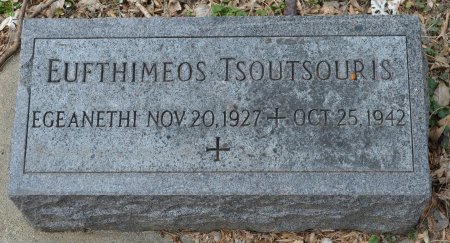 EUFTHIMEOS TSOUTSOURIS
EGEANETHI NOV. 20, 1927 + OCT. 25, 1942